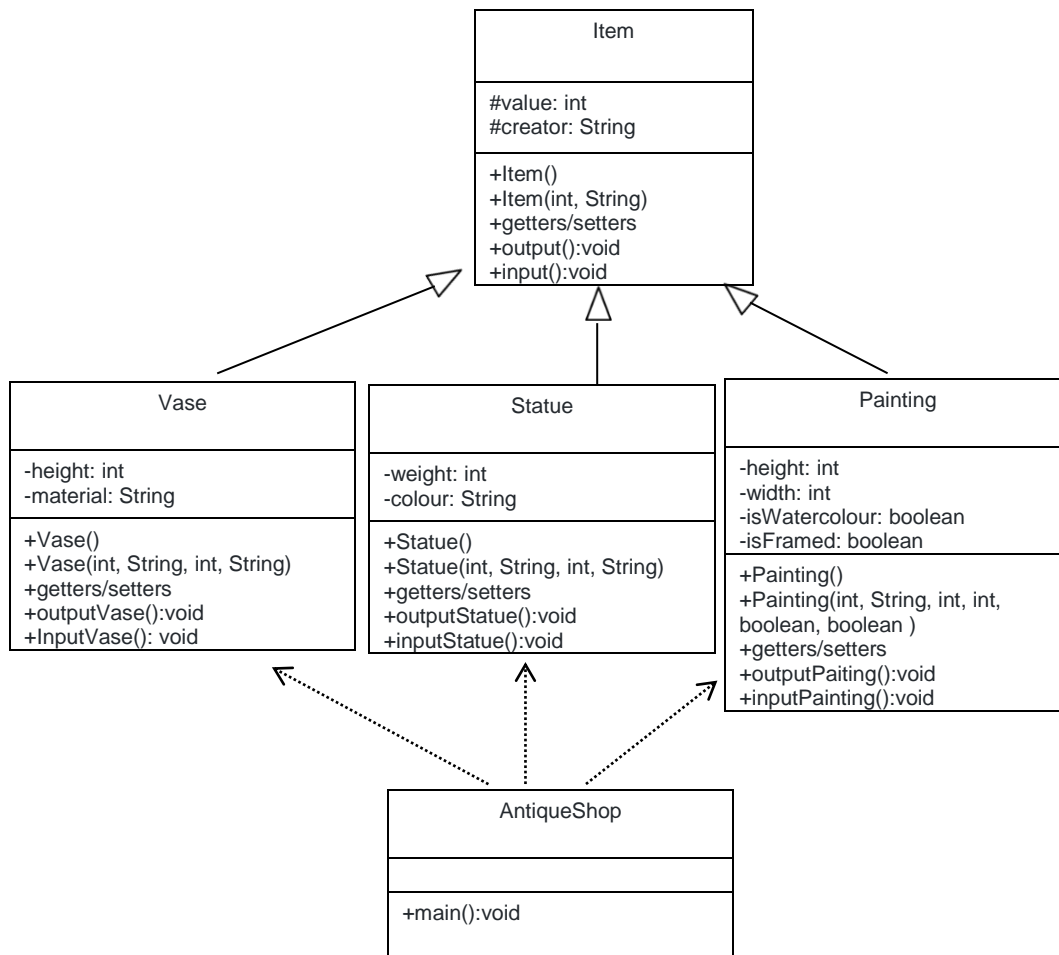 Item
#value: int
#creator: String
+Item()
+Item(int, String)
+getters/setters
+output():void
+input():void
Vase
-height: int
-material: String
+Vase()
+Vase(int, String, int, String)
+getters/setters
+outputVase():void
+InputVase(): void
Statue
-weight: int
-colour: String
+Statue()
+Statue(int, String, int, String)
+getters/setters
+outputStatue():void
+inputStatue():void
Painting
-height: int
-width: int
-isWatercolour: boolean
-isFramed: boolean
+Painting()
+Painting(int, String, int, int,
boolean, boolean )
+getters/setters
+outputPaiting():void
+inputPainting():void
AntiqueShop
+main():void